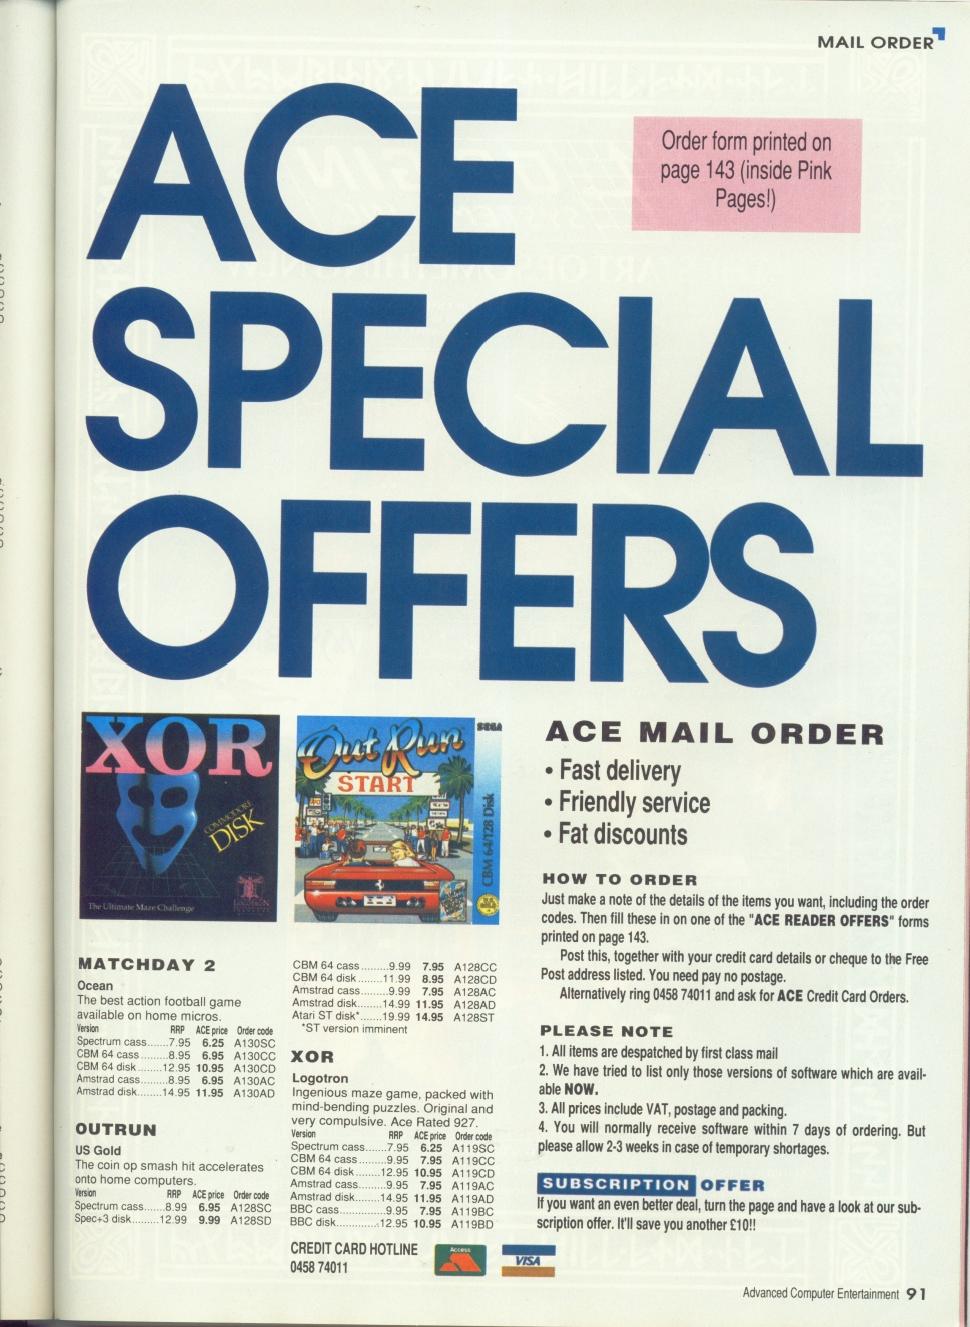 MAIL ORDER
ACE
SPECIAL
OFFERS
Order form printed on
page 143 (inside Pink
Pages!)
XOR
COMMODORE
DISK
LOGOTRON
The Ultimate Maze Challenge
Out Run
START
SEGA
CBM 64/128 Disk
MATCHDAY 2
Ocean
The best action football game
available on home micros.
Version RRP ACE price Order code
Spectrum cass.......7.95 6.25 A130SC
CBM 64 cass.........8.95 6.95 A130CC
CBM 64 disk........12.95 10.95 A130CD
Amstrad cass........8.95 6.95 A130AC
Amstrad disk.......14.95 11.95 A130AD
OUTRUN
US Gold
The coin op smash hit accelerates
onto home computers.
Version RRP ACE price Order code
Spectrum cass......8.99 6.95 A128SC
Spec+3 disk.........12.99 9.99 A128SD
CBM 64 cass.........9.99 7.95 A128CC
CBM 64 disk........11.99 8.95 A128CD
Amstrad cass........9.99 7.95 A128AC
Amstrad disk.......14.99 11.95 A128AD
Atari ST disk*......19.99 14.95 A128ST
*ST version imminent
XOR
Logotron
Ingenious maze game, packed with
mind-bending puzzles. Original and
very compulsive. Ace Rated 927.
Version RRP ACE price Order code
Spectrum cass.......7.95 6.25 A119SC
CBM 64 cass.........9.95 7.95 A119CC
CBM 64 disk........12.95 10.95 A119CD
Amstrad cass........9.95 7.95 A119AC
Amstrad disk.......14.95 11.95 A119AD
BBC cass..............9.95 7.95 A119BC
BBC disk.............12.95 10.95 A119BD
CREDIT CARD HOTLINE
0458 74011
Access
VISA
ACE MAIL ORDER
• Fast delivery
• Friendly service
• Fat discounts
HOW TO ORDER
Just make a note of the details of the items you want, including the order
codes. Then fill these in on one of the "ACE READER OFFERS" forms
printed on page 143.
Post this, together with your credit card details or cheque to the Free
Post address listed. You need pay no postage.
Alternatively ring 0458 74011 and ask for ACE Credit Card Orders.
PLEASE NOTE
1. All items are despatched by first class mail
2. We have tried to list only those versions of software which are avail-
able NOW.
3. All prices include VAT, postage and packing.
4. You will normally receive software within 7 days of ordering. But
please allow 2-3 weeks in case of temporary shortages.
SUBSCRIPTION OFFER
If you want an even better deal, turn the page and have a look at our sub-
scription offer. It'll save you another £10!!
Advanced Computer Entertainment 91